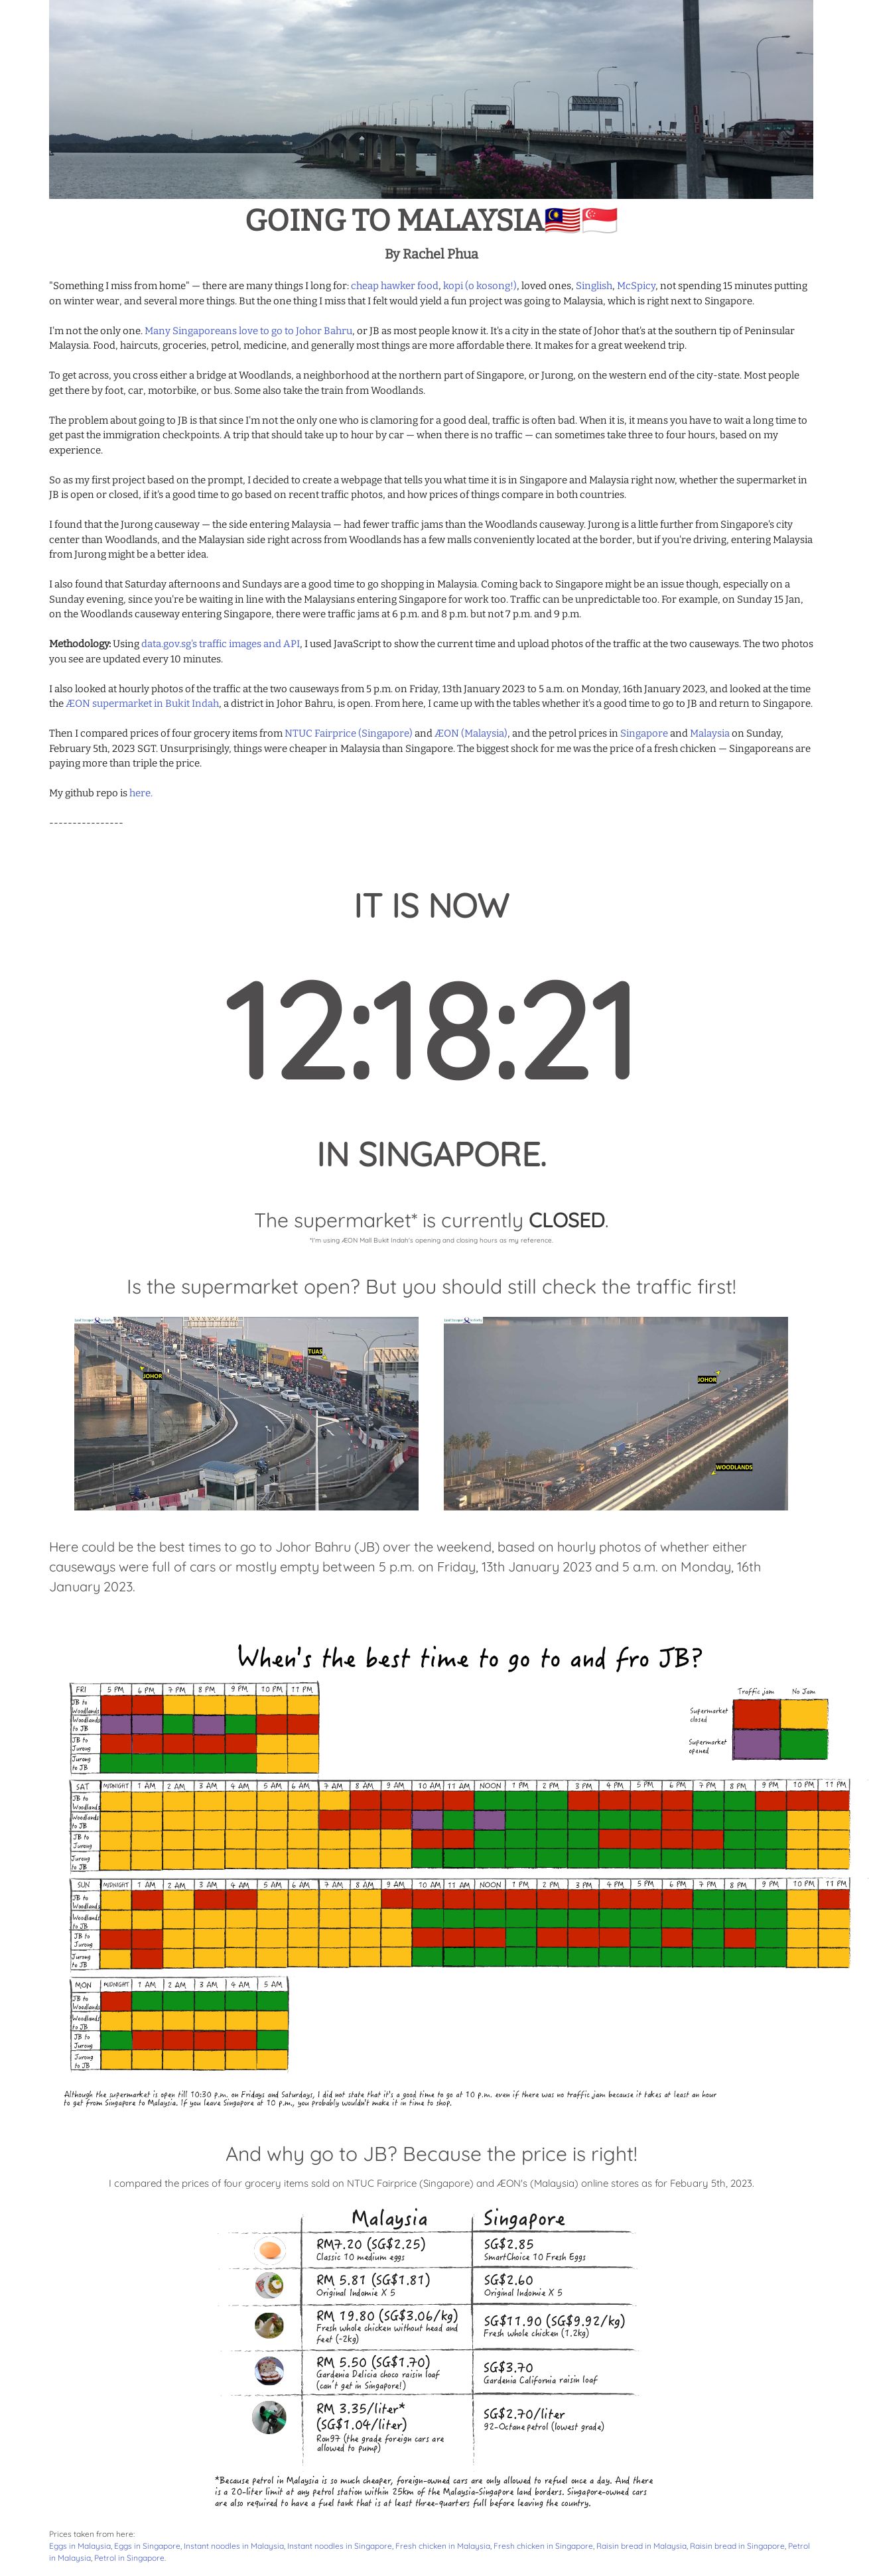 GOING TO MALAYSIA🇲🇾🇸🇬
By Rachel Phua
"Something I miss from home" — there are many things I long for: cheap hawker food, kopi (o kosong!), loved ones, Singlish, McSpicy, not spending 15 minutes putting
on winter wear, and several more things. But the one thing I miss that I felt would yield a fun project was going to Malaysia, which is right next to Singapore.
I'm not the only one. Many Singaporeans love to go to Johor Bahru, or JB as most people know it. It's a city in the state of Johor that's at the southern tip of Peninsular
Malaysia. Food, haircuts, groceries, petrol, medicine, and generally most things are more affordable there. It makes for a great weekend trip.
To get across, you cross either a bridge at Woodlands, a neighborhood at the northern part of Singapore, or Jurong, on the western end of the city-state. Most people
get there by foot, car, motorbike, or bus. Some also take the train from Woodlands.
The problem about going to JB is that since I'm not the only one who is clamoring for a good deal, traffic is often bad. When it is, it means you have to wait a long time to
get past the immigration checkpoints. A trip that should take up to hour by car — when there is no traffic — can sometimes take three to four hours, based on my
experience.
So as my first project based on the prompt, I decided to create a webpage that tells you what time it is in Singapore and Malaysia right now, whether the supermarket in
JB is open or closed, if it's a good time to go based on recent traffic photos, and how prices of things compare in both countries.
I found that the Jurong causeway — the side entering Malaysia — had fewer traffic jams than the Woodlands causeway. Jurong is a little further from Singapore's city
center than Woodlands, and the Malaysian side right across from Woodlands has a few malls conveniently located at the border, but if you're driving, entering Malaysia
from Jurong might be a better idea.
I also found that Saturday afternoons and Sundays are a good time to go shopping in Malaysia. Coming back to Singapore might be an issue though, especially on a
Sunday evening, since you're be waiting in line with the Malaysians entering Singapore for work too. Traffic can be unpredictable too. For example, on Sunday 15 Jan,
on the Woodlands causeway entering Singapore, there were traffic jams at 6 p.m. and 8 p.m. but not 7 p.m. and 9 p.m.
Methodology: Using data.gov.sg's traffic images and API, I used JavaScript to show the current time and upload photos of the traffic at the two causeways. The two photos
you see are updated every 10 minutes.
I also looked at hourly photos of the traffic at the two causeways from 5 p.m. on Friday, 13th January 2023 to 5 a.m. on Monday, 16th January 2023, and looked at the time
the ÆON supermarket in Bukit Indah, a district in Johor Bahru, is open. From here, I came up with the tables whether it's a good time to go to JB and return to Singapore.
Then I compared prices of four grocery items from NTUC Fairprice (Singapore) and ÆON (Malaysia), and the petrol prices in Singapore and Malaysia on Sunday,
February 5th, 2023 SGT. Unsurprisingly, things were cheaper in Malaysia than Singapore. The biggest shock for me was the price of a fresh chicken — Singaporeans are
paying more than triple the price.
My github repo is here.
----------------
IT IS NOW
12:18:21
IN SINGAPORE.
The supermarket* is currently CLOSED.
*I'm using ÆON Mall Bukit Indah's opening and closing hours as my reference.
Is the supermarket open? But you should still check the traffic first!
TUAS
JOHOR
JOHOR
WOODLANDS
Here could be the best times to go to Johor Bahru (JB) over the weekend, based on hourly photos of whether either
causeways were full of cars or mostly empty between 5 p.m. on Friday, 13th January 2023 and 5 a.m. on Monday, 16th
January 2023.
When's the best time to go to and fro JB?
Traffic jam No Jam
Supermarket closed
Supermarket opened
FRI 5 PM 6 PM 7 PM 8 PM 9 PM 10 PM 11 PM
JB to Woodlands
Woodlands to JB
JB to Jurong
Jurong to JB
SAT MIDNIGHT 1 AM 2 AM 3 AM 4 AM 5 AM 6 AM 7 AM 8 AM 9 AM 10 AM 11 AM NOON 1 PM 2 PM 3 PM 4 PM 5 PM 6 PM 7 PM 8 PM 9 PM 10 PM 11 PM
JB to Woodlands
Woodlands to JB
JB to Jurong
Jurong to JB
SUN MIDNIGHT 1 AM 2 AM 3 AM 4 AM 5 AM 6 AM 7 AM 8 AM 9 AM 10 AM 11 AM NOON 1 PM 2 PM 3 PM 4 PM 5 PM 6 PM 7 PM 8 PM 9 PM 10 PM 11 PM
JB to Woodlands
Woodlands to JB
JB to Jurong
Jurong to JB
MON MIDNIGHT 1 AM 2 AM 3 AM 4 AM 5 AM
JB to Woodlands
Woodlands to JB
JB to Jurong
Jurong to JB
Although the supermarket is open till 10:30 p.m. on Fridays and Saturdays, I did not state that it's a good time to go at 10 p.m. even if there was no traffic jam because it takes at least an hour
to get from Singapore to Malaysia. If you leave Singapore at 10 p.m., you probably wouldn't make it in time to shop.
And why go to JB? Because the price is right!
I compared the prices of four grocery items sold on NTUC Fairprice (Singapore) and ÆON's (Malaysia) online stores as for Febuary 5th, 2023.
Malaysia Singapore
RM7.20 (SG$2.25)
Classic 10 medium eggs
SG$2.85
SmartChoice 10 Fresh Eggs
RM 5.81 (SG$1.81)
Original Indomie X 5
SG$2.60
Original Indomie X 5
RM 19.80 (SG$3.06/kg)
Fresh whole chicken without head and
feet (~2kg)
SG$11.90 (SG$9.92/kg)
Fresh whole chicken (1.2kg)
RM 5.50 (SG$1.70)
Gardenia Delicia choco raisin loaf
(can't get in Singapore!)
SG$3.70
Gardenia California raisin loaf
RM 3.35/liter*
(SG$1.04/liter)
Ron97 (the grade foreign cars are
allowed to pump)
SG$2.70/liter
92-Octane petrol (lowest grade)
*Because petrol in Malaysia is so much cheaper, foreign-owned cars are only allowed to refuel once a day. And there
is a 20-liter limit at any petrol station within 25km of the Malaysia-Singapore land borders. Singapore-owned cars
are also required to have a fuel tank that is at least three-quarters full before leaving the country.
Prices taken from here:
Eggs in Malaysia, Eggs in Singapore, Instant noodles in Malaysia, Instant noodles in Singapore, Fresh chicken in Malaysia, Fresh chicken in Singapore, Raisin bread in Malaysia, Raisin bread in Singapore, Petrol
in Malaysia, Petrol in Singapore.